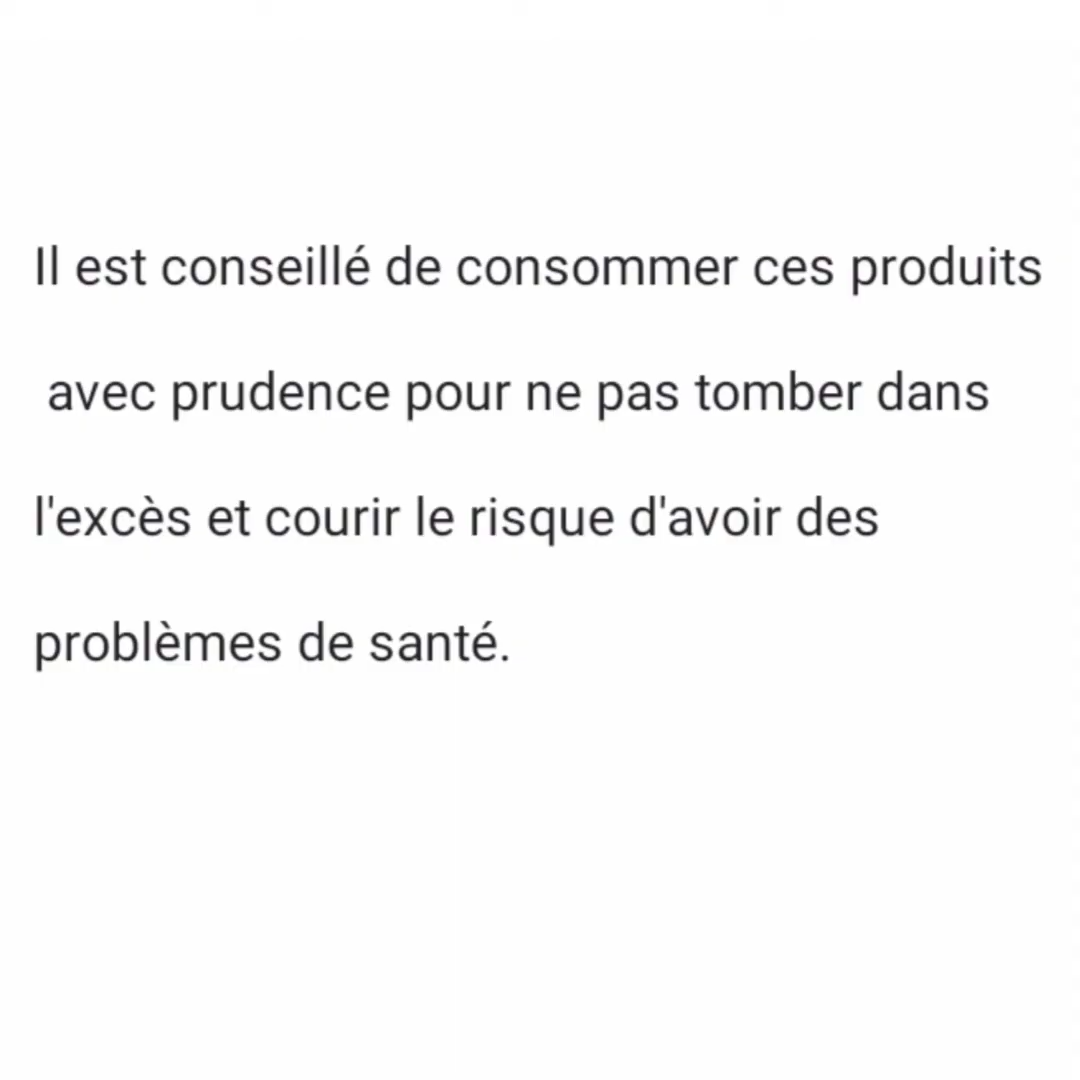 Il est conseillé de consommer ces produits
avec prudence pour ne pas tomber dans
l'excès et courir le risque d'avoir des
problèmes de santé.